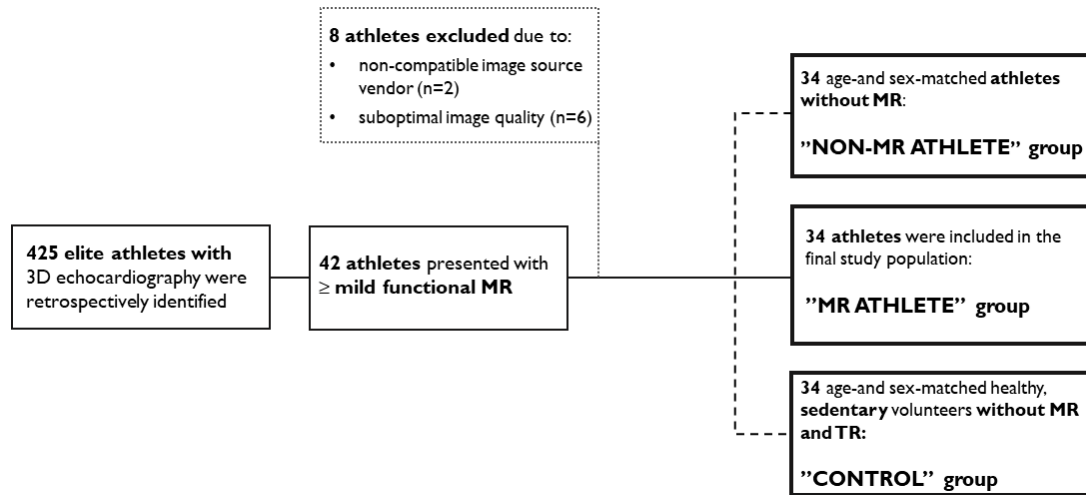 8 athletes excluded due to:
• non-compatible image source
vendor (n=2)
• suboptimal image quality (n=6)
425 elite athletes with
3D echocardiography were
retrospectively identified
42 athletes presented with
≥ mild functional MR
34 age-and sex-matched athletes
without MR:
”NON-MR ATHLETE” group
34 athletes were included in the
final study population:
”MR ATHLETE” group
34 age-and sex-matched healthy,
sedentary volunteers without MR
and TR:
”CONTROL” group